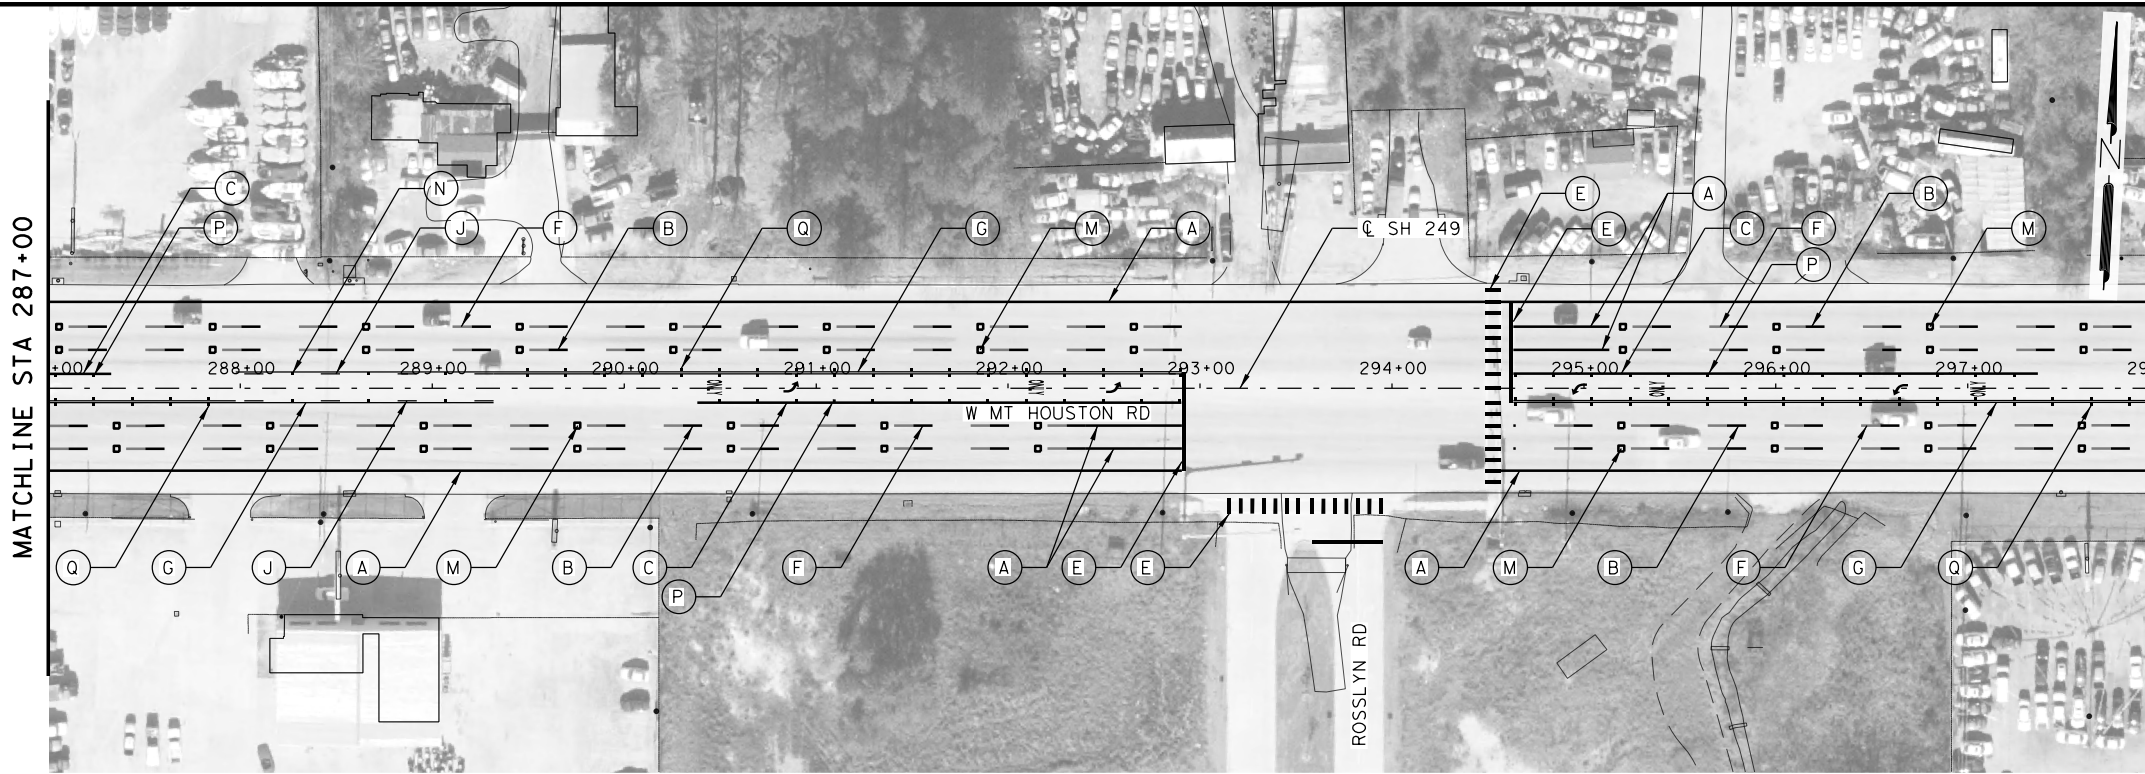 MATCHLINE STA 287+00
C
N
E
A
B
P
J
F
B
Q
G
M
A
℄ SH 249
E
C
F
M
P
N
+00
288+00
289+00
290+00
291+00
292+00
293+00
294+00
295+00
296+00
297+00
29
ONLY
ONLY
ONLY
ONLY
W MT HOUSTON RD
Q
G
J
A
M
B
C
F
A
E
E
A
M
B
F
G
Q
P
ROSSLYN RD